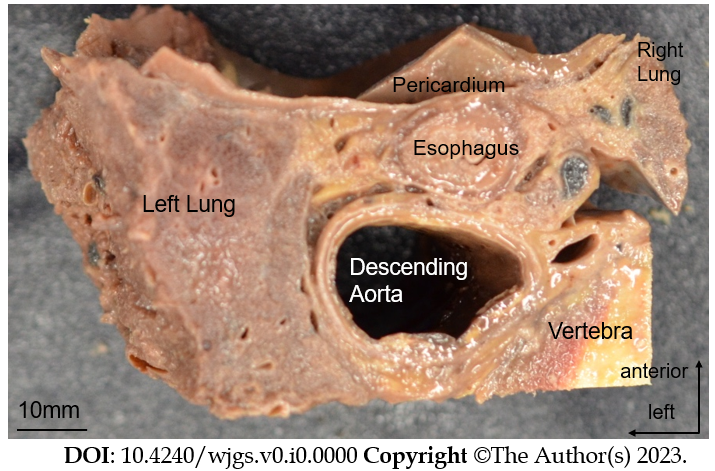 Right
Lung
Pericardium
Esophagus
Left Lung
Descending
Aorta
Vertebra
anterior
left
10mm
DOI: 10.4240/wjgs.v0.i0.0000 Copyright ©The Author(s) 2023.